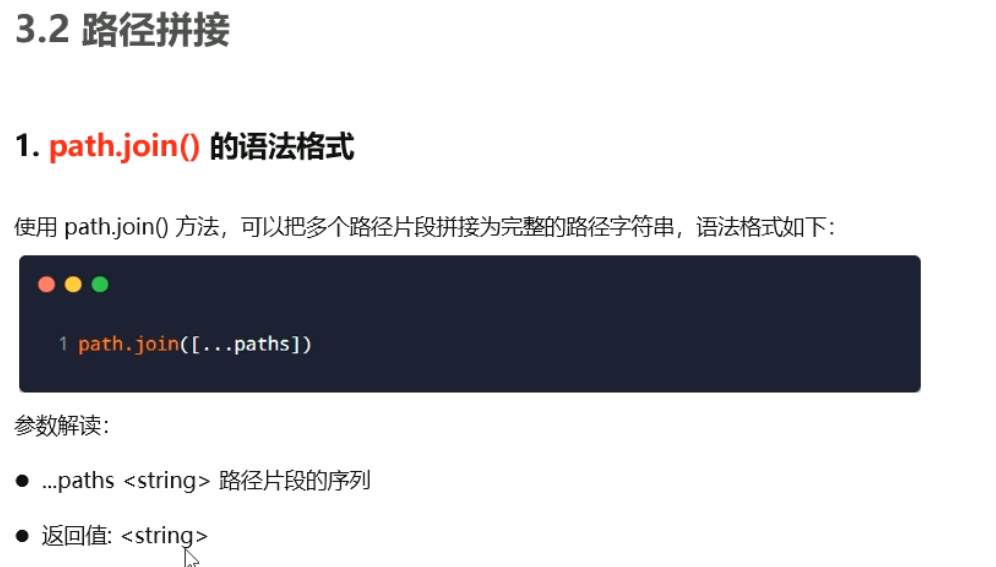 3.2 路径拼接
1. path.join() 的语法格式
使用 path.join() 方法，可以把多个路径片段拼接为完整的路径字符串，语法格式如下：
1 path.join([...paths])
参数解读：
● ...paths <string> 路径片段的序列
● 返回值: <string>